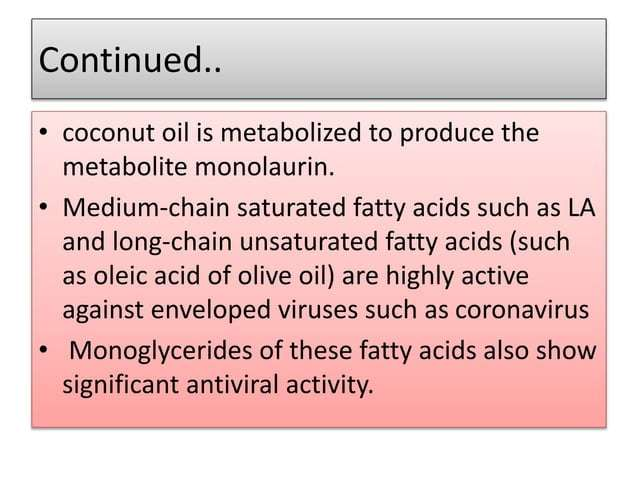 Continued..
• coconut oil is metabolized to produce the
metabolite monolaurin.
• Medium-chain saturated fatty acids such as LA
and long-chain unsaturated fatty acids (such
as oleic acid of olive oil) are highly active
against enveloped viruses such as coronavirus
• Monoglycerides of these fatty acids also show
significant antiviral activity.